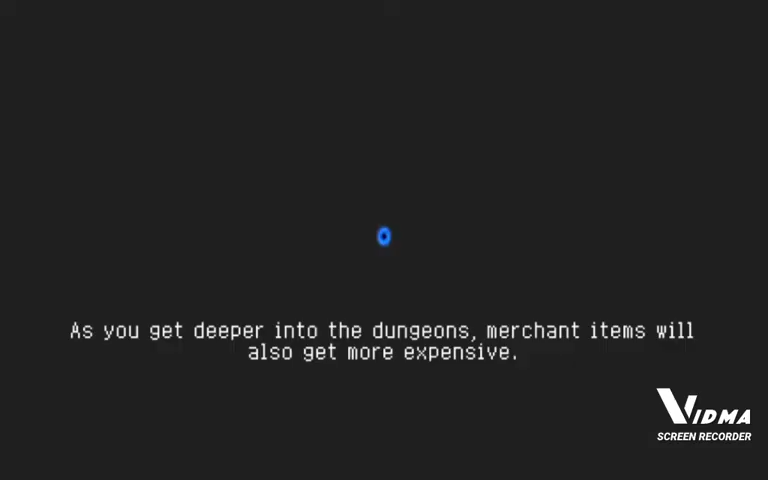 As you get deeper into the dungeons, merchant items will
also get more expensive.
VIDMA
SCREEN RECORDER